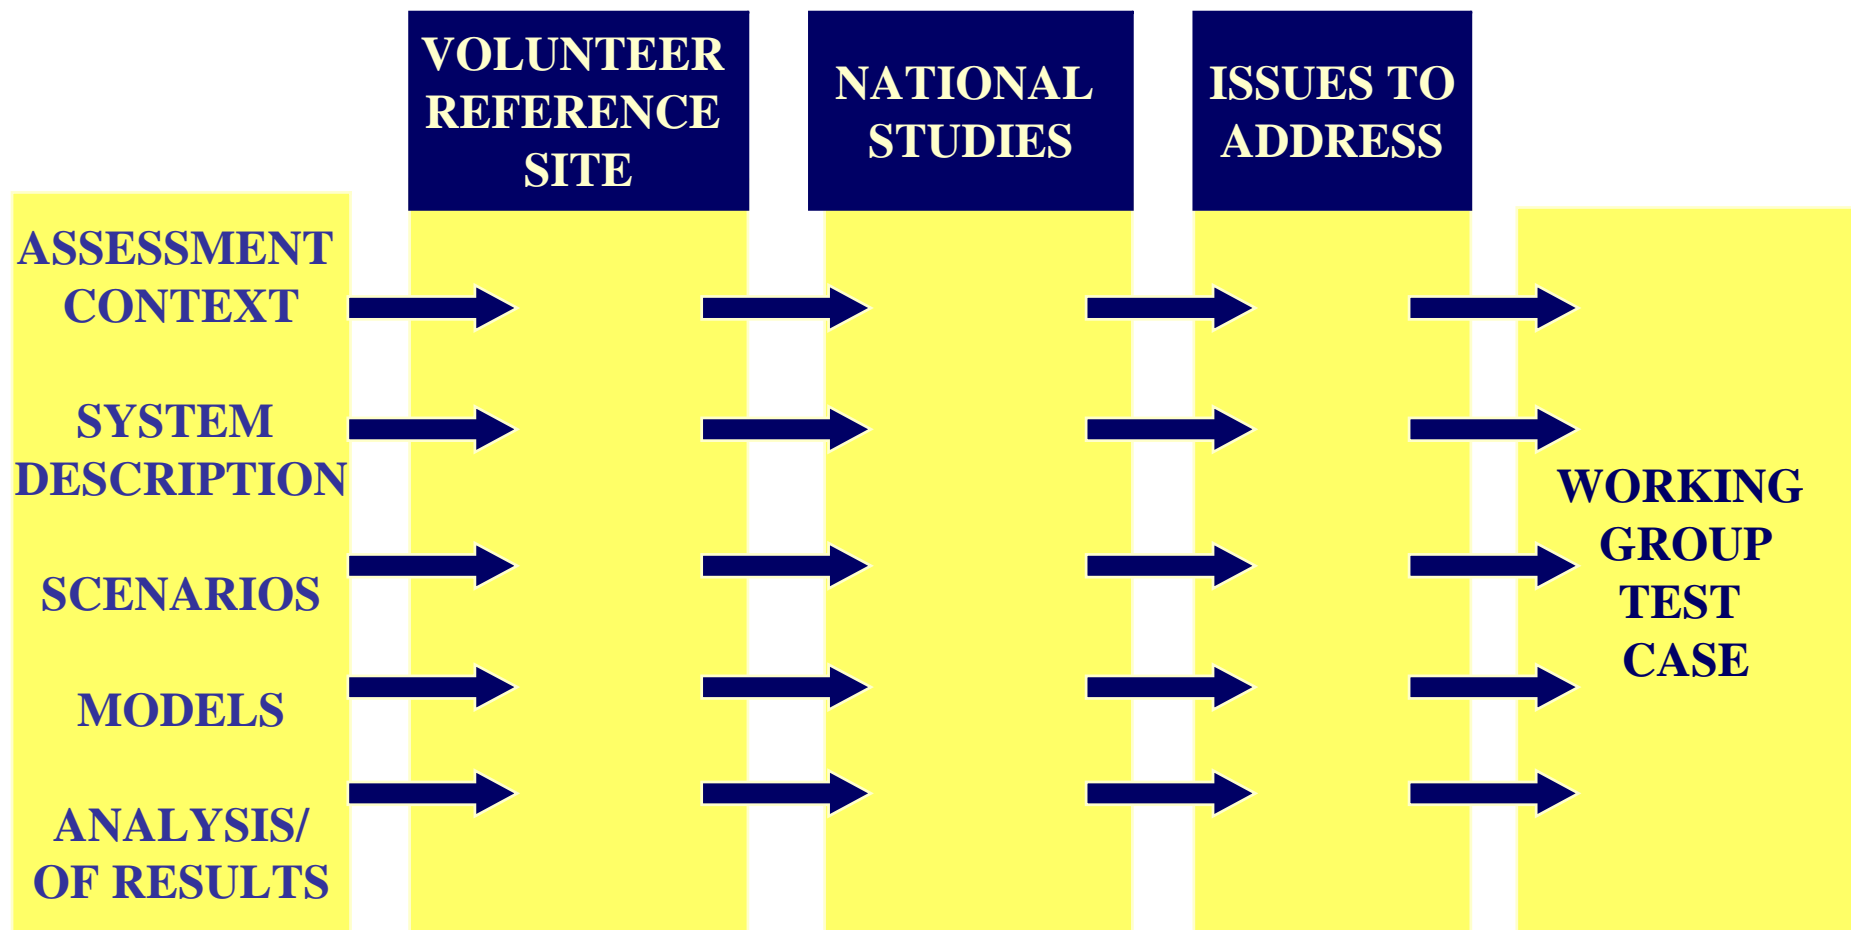 VOLUNTEER
REFERENCE
SITE
NATIONAL
STUDIES
ISSUES TO
ADDRESS
ASSESSMENT
CONTEXT
SYSTEM
DESCRIPTION
SCENARIOS
MODELS
ANALYSIS/
OF RESULTS
WORKING
GROUP
TEST
CASE